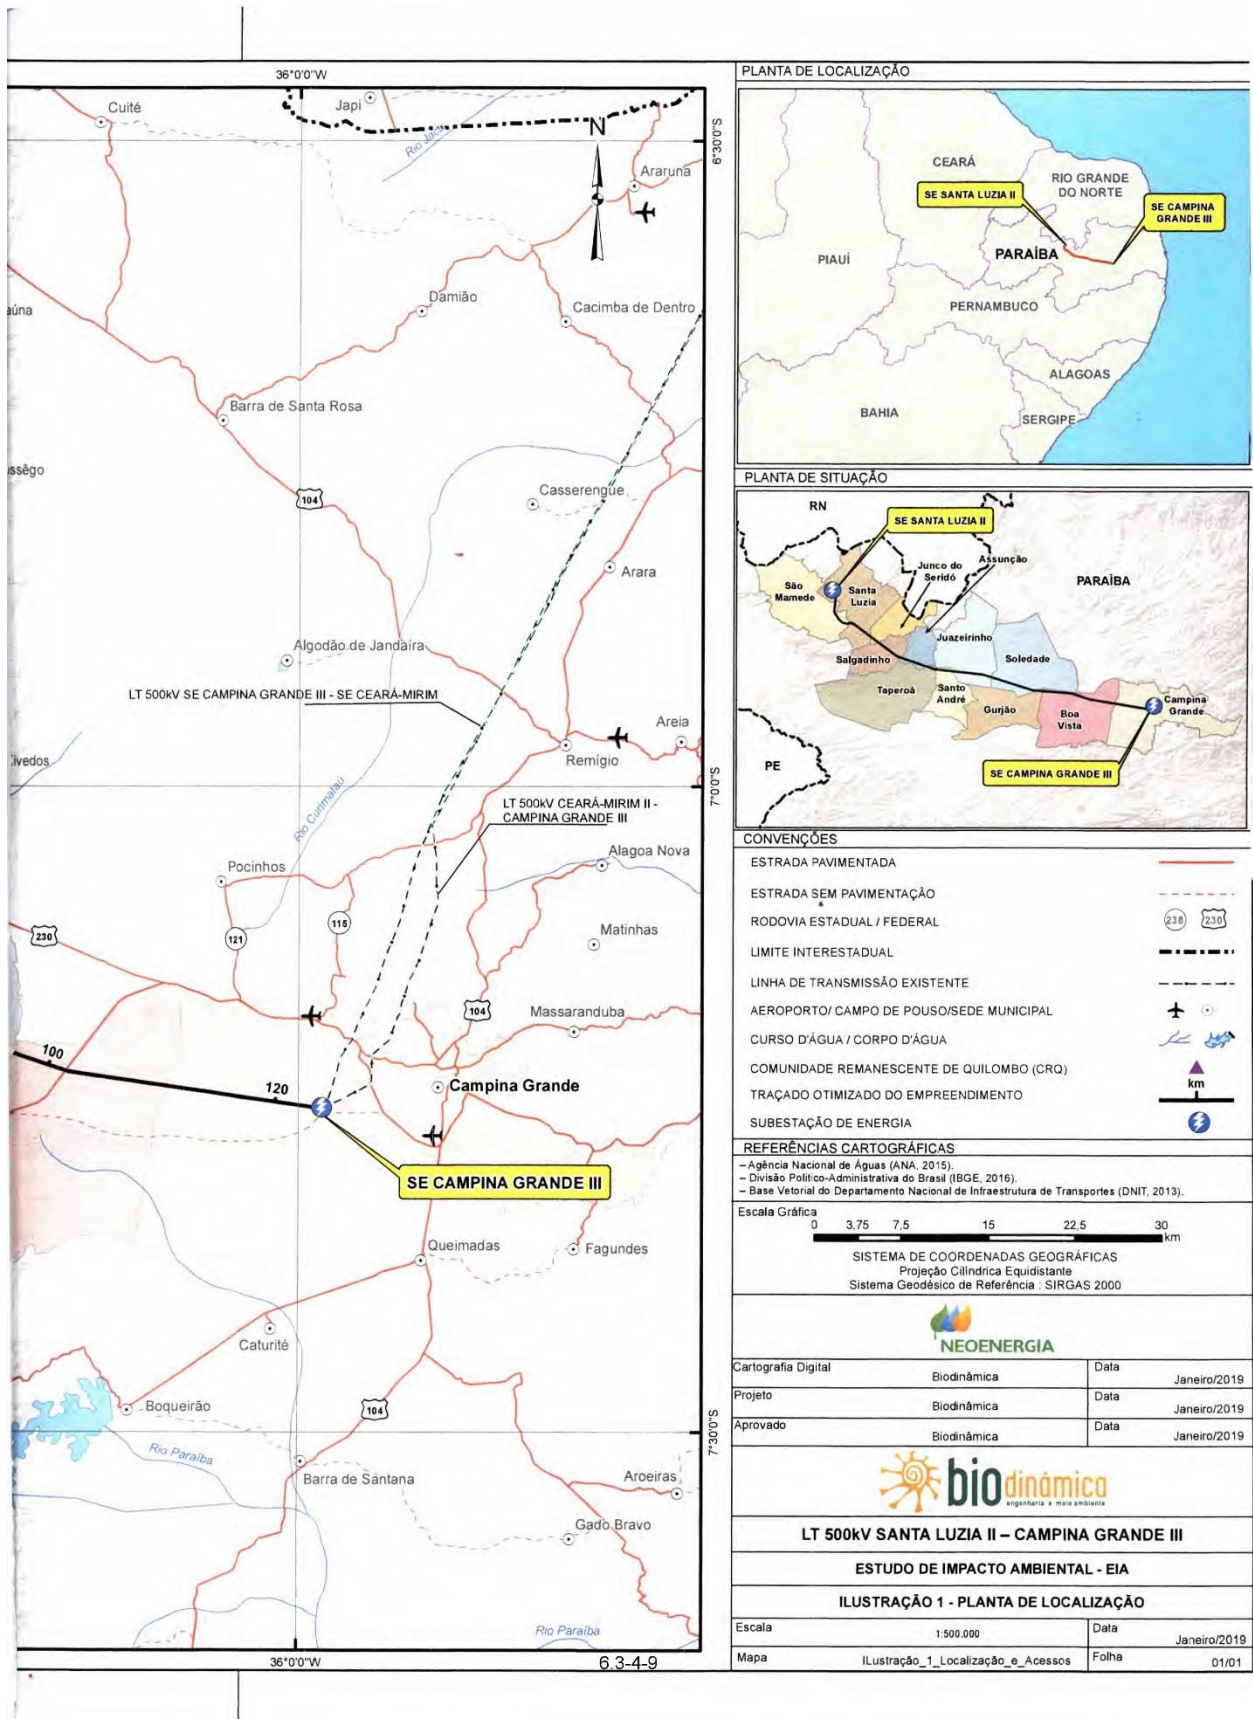 36°0'0"W
Cuité
Japi
Rio Jacu
N
6°30'0"S
Araruna
aúna
Damião
Cacimba de Dentro
Barra de Santa Rosa
ssêgo
104
Casserengue
Arara
Algodão de Jandaíra
LT 500kV SE CAMPINA GRANDE III - SE CEARÁ-MIRIM
Areia
Remígio
ivedos
7°0'0"S
Rio Curimataú
LT 500kV CEARÁ-MIRIM II -
CAMPINA GRANDE III
Alagoa Nova
Pocinhos
115
121
230
Matinhas
104
Massaranduba
100
120
Campina Grande
SE CAMPINA GRANDE III
Queimadas
Fagundes
Caturité
Boqueirão
104
7°30'0"S
Rio Paraíba
Barra de Santana
Aroeiras
Gado Bravo
Rio Paraíba
36°0'0"W
6.3-4-9
PLANTA DE LOCALIZAÇÃO
CEARÁ
RIO GRANDE
DO NORTE
SE SANTA LUZIA II
SE CAMPINA
GRANDE III
PIAUÍ
PARAÍBA
PERNAMBUCO
ALAGOAS
BAHIA
SERGIPE
PLANTA DE SITUAÇÃO
RN
SE SANTA LUZIA II
Junco do
Seridó
Assunção
PARAÍBA
São
Mamede
Santa
Luzia
Juazeirinho
Salgadinho
Soledade
Taperoá
Santo
André
Gurjão
Boa
Vista
Campina
Grande
PE
SE CAMPINA GRANDE III
CONVENÇÕES
ESTRADA PAVIMENTADA
ESTRADA SEM PAVIMENTAÇÃO
RODOVIA ESTADUAL / FEDERAL 238 230
LIMITE INTERESTADUAL
LINHA DE TRANSMISSÃO EXISTENTE
AEROPORTO/ CAMPO DE POUSO/SEDE MUNICIPAL
CURSO D'ÁGUA / CORPO D'ÁGUA
COMUNIDADE REMANESCENTE DE QUILOMBO (CRQ)
TRAÇADO OTIMIZADO DO EMPREENDIMENTO km
SUBESTAÇÃO DE ENERGIA
REFERÊNCIAS CARTOGRÁFICAS
– Agência Nacional de Águas (ANA, 2015).
– Divisão Político-Administrativa do Brasil (IBGE, 2016).
– Base Vetorial do Departamento Nacional de Infraestrutura de Transportes (DNIT, 2013).
Escala Gráfica
0 3,75 7,5 15 22,5 30
km
SISTEMA DE COORDENADAS GEOGRÁFICAS
Projeção Cilíndrica Equidistante
Sistema Geodésico de Referência : SIRGAS 2000
NEOENERGIA
Cartografia Digital Biodinâmica Data Janeiro/2019
Projeto Biodinâmica Data Janeiro/2019
Aprovado Biodinâmica Data Janeiro/2019
biodinâmica
engenharia e meio ambiente
LT 500kV SANTA LUZIA II – CAMPINA GRANDE III
ESTUDO DE IMPACTO AMBIENTAL - EIA
ILUSTRAÇÃO 1 - PLANTA DE LOCALIZAÇÃO
Escala 1:500.000 Data Janeiro/2019
Mapa ILustração_1_Localização_e_Acessos Folha 01/01